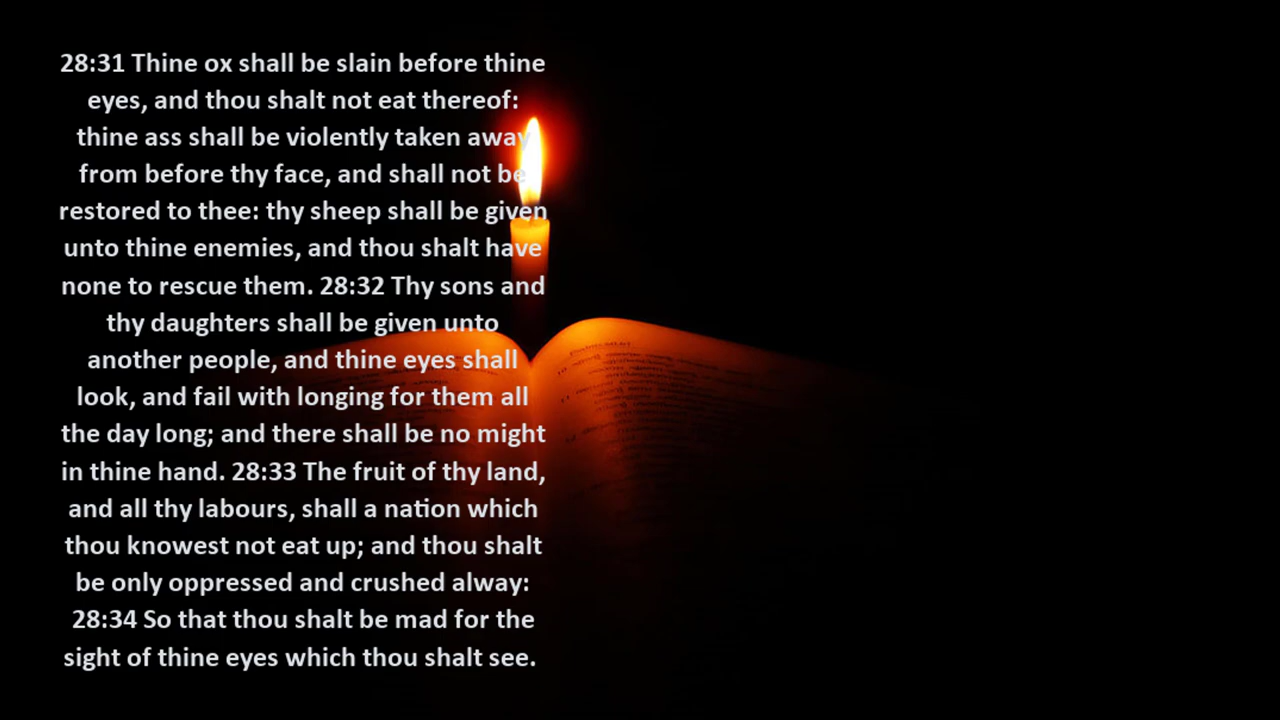 28:31 Thine ox shall be slain before thine
eyes, and thou shalt not eat thereof:
thine ass shall be violently taken away
from before thy face, and shall not be
restored to thee: thy sheep shall be given
unto thine enemies, and thou shalt have
none to rescue them. 28:32 Thy sons and
thy daughters shall be given unto
another people, and thine eyes shall
look, and fail with longing for them all
the day long; and there shall be no might
in thine hand. 28:33 The fruit of thy land,
and all thy labours, shall a nation which
thou knowest not eat up; and thou shalt
be only oppressed and crushed alway:
28:34 So that thou shalt be mad for the
sight of thine eyes which thou shalt see.